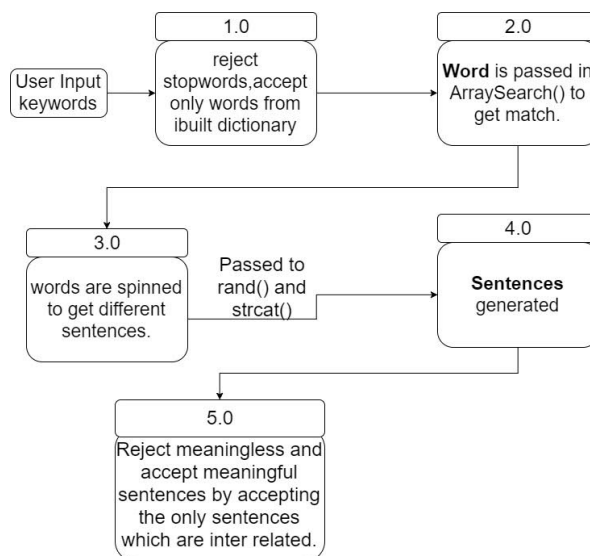 User Input
keywords
1.0
reject
stopwords,accept
only words from
ibuilt dictionary
2.0
Word is passed in
ArraySearch() to
get match.
3.0
words are spinned
to get different
sentences.
Passed to
rand() and
strcat()
4.0
Sentences
generated
5.0
Reject meaningless and
accept meaningful
sentences by accepting
the only sentences
which are inter related.